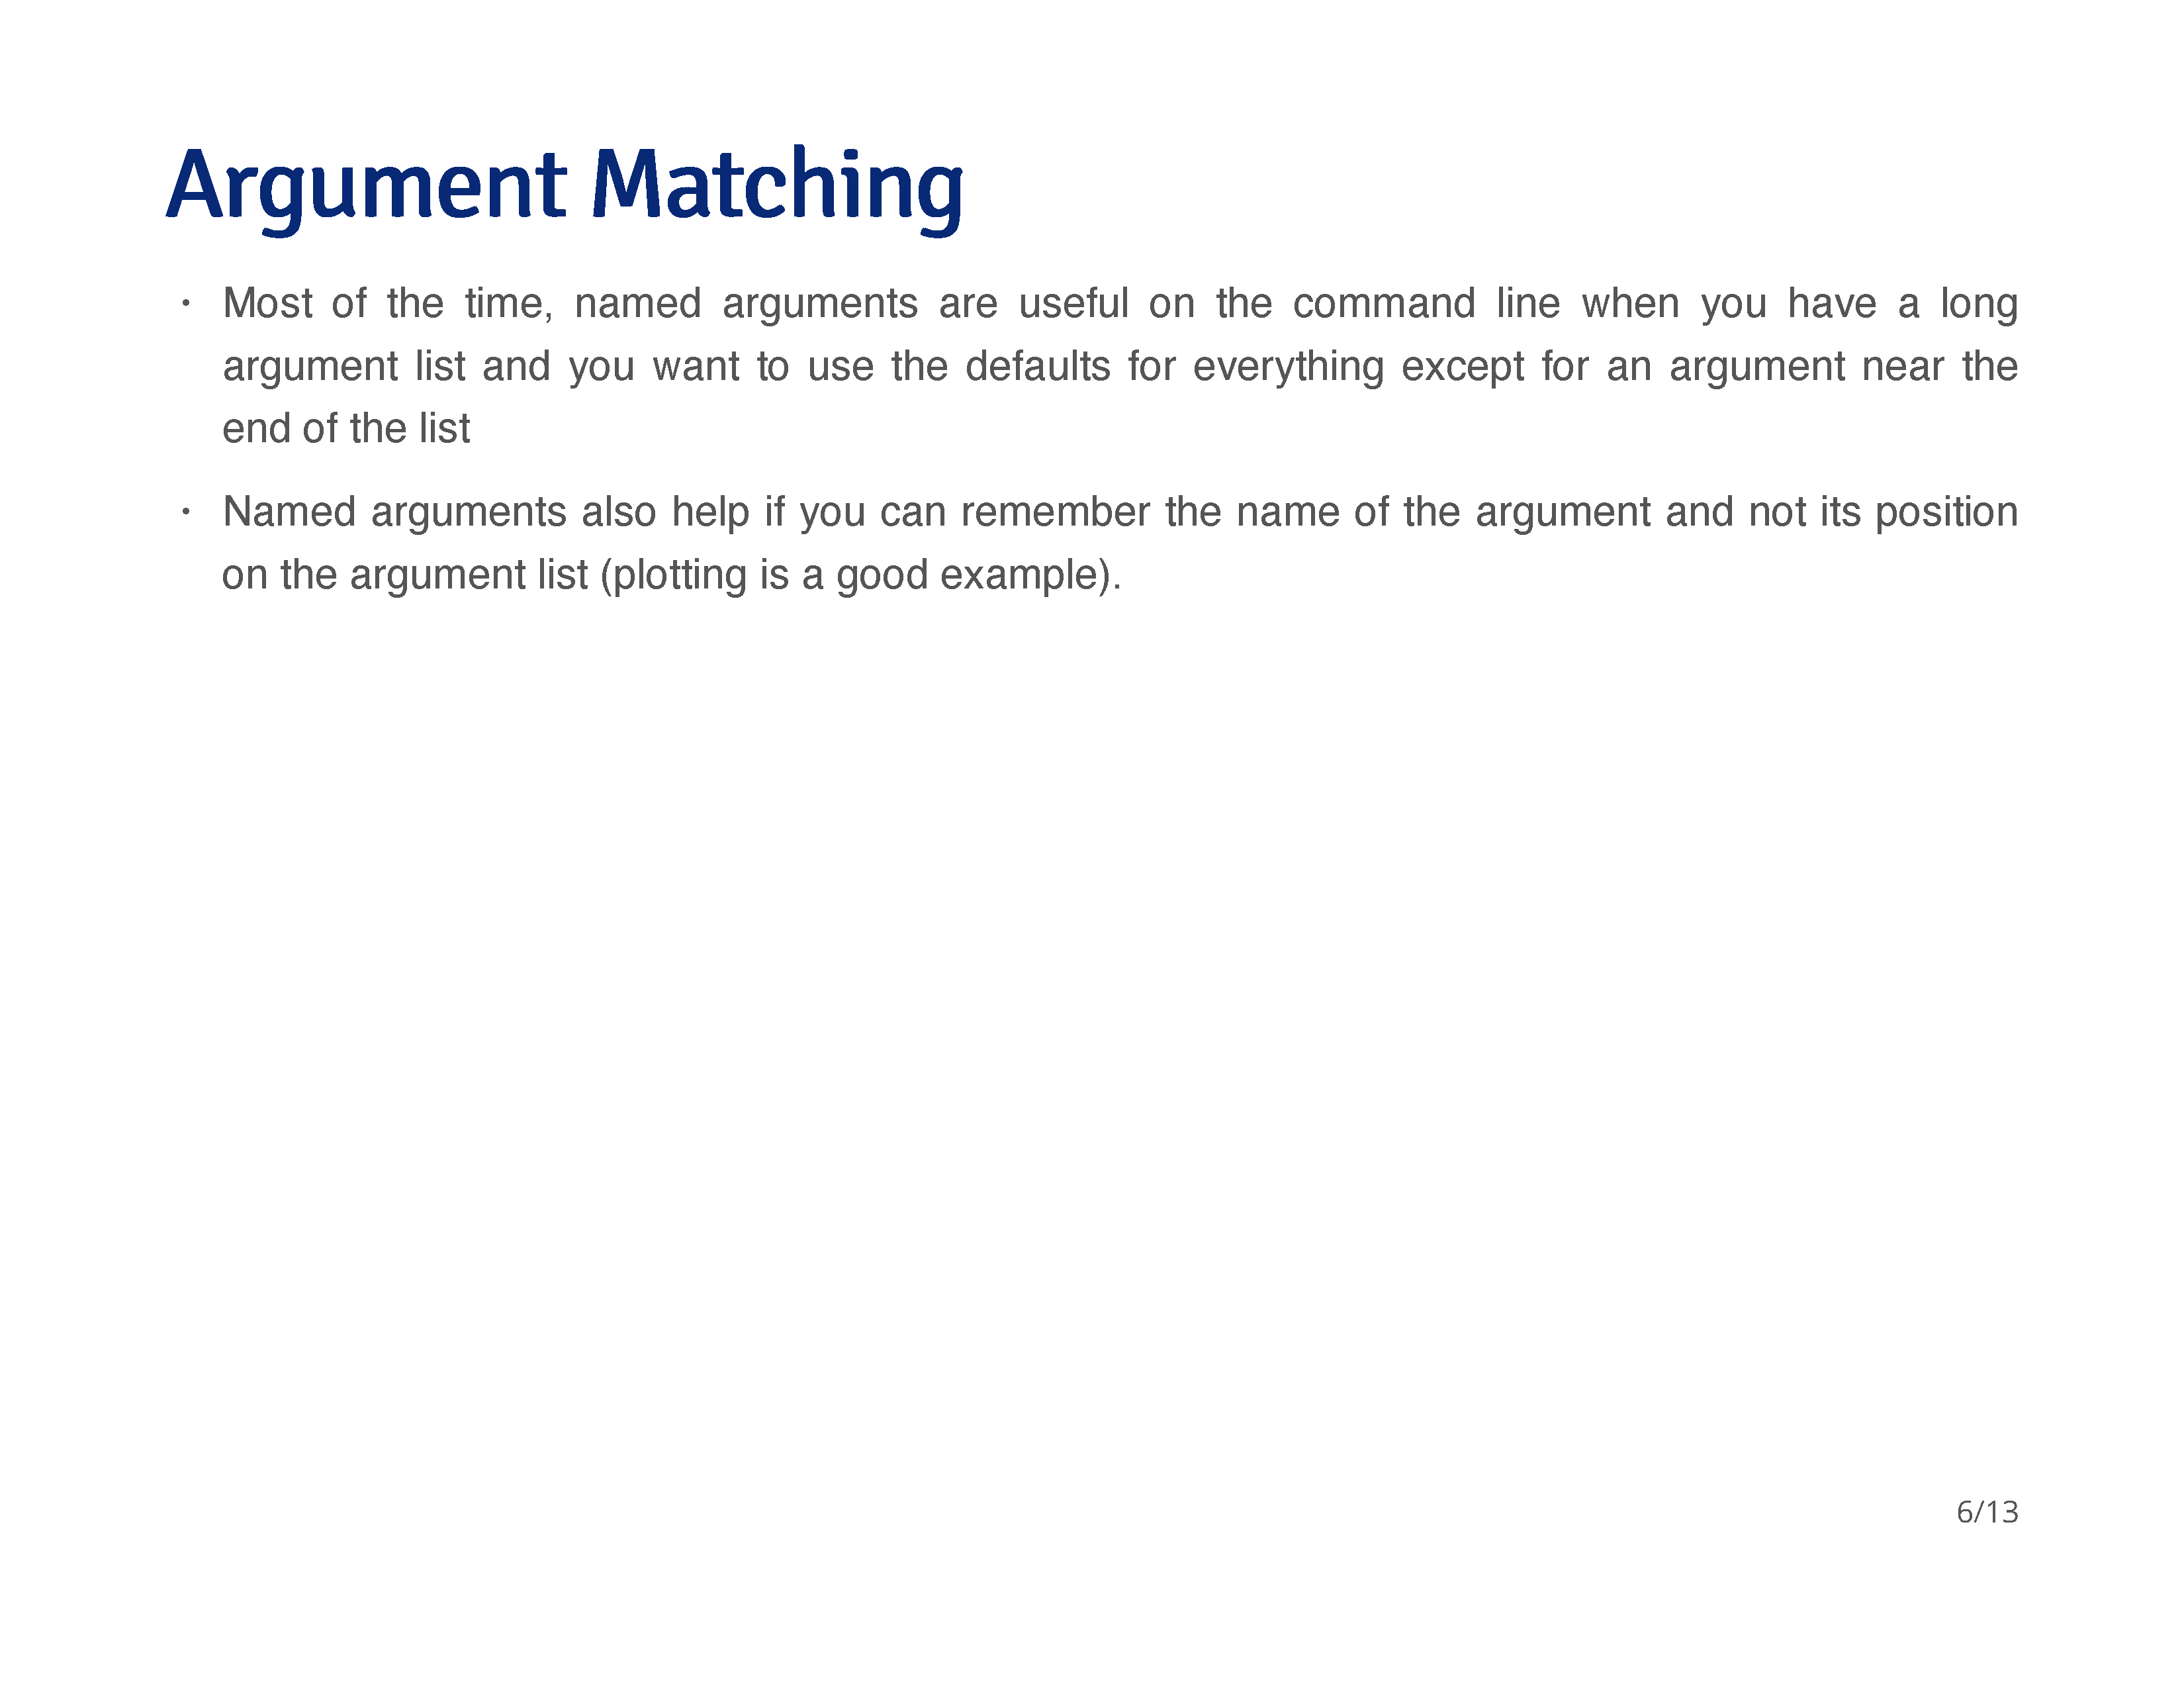 Argument Matching
· Most of the time, named arguments are useful on the command line when you have a long
argument list and you want to use the defaults for everything except for an argument near the
end of the list
· Named arguments also help if you can remember the name of the argument and not its position
on the argument list (plotting is a good example).
6/13